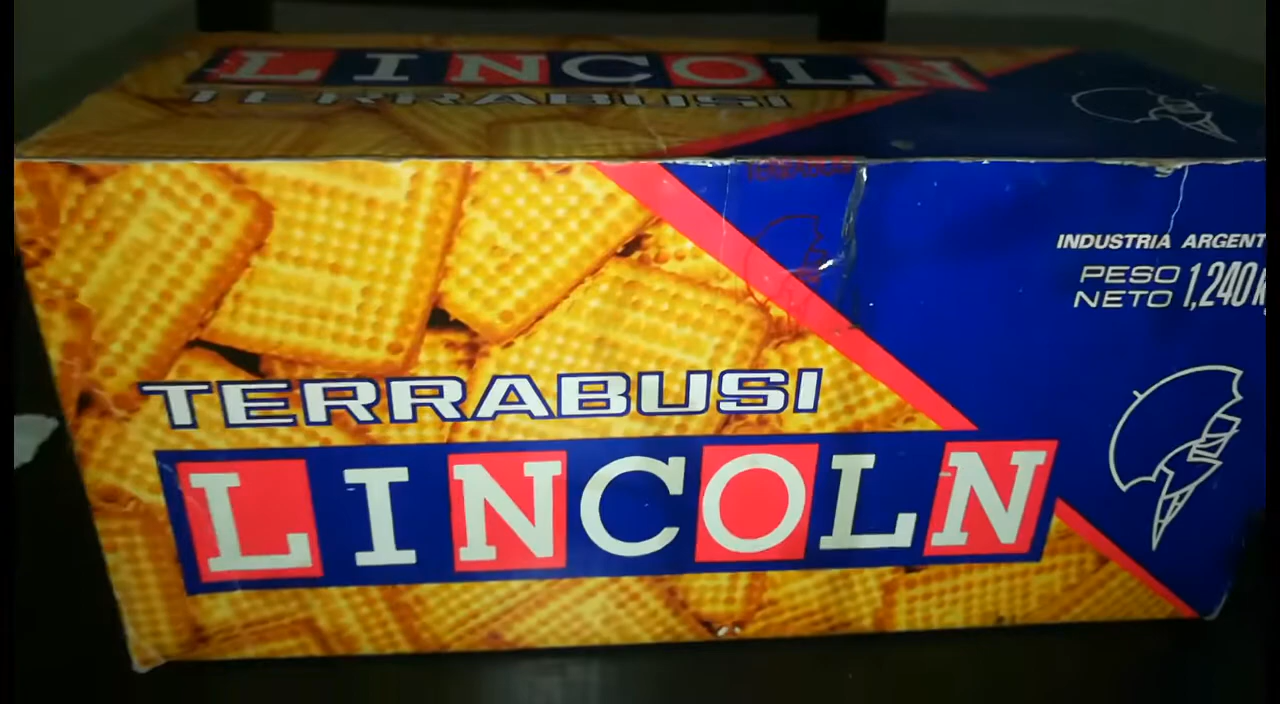 LINCOLN
TERRABUSI
INDUSTRIA ARGENT
PESO
NETO 1,240 K
TERRABUSI
LINCOLN